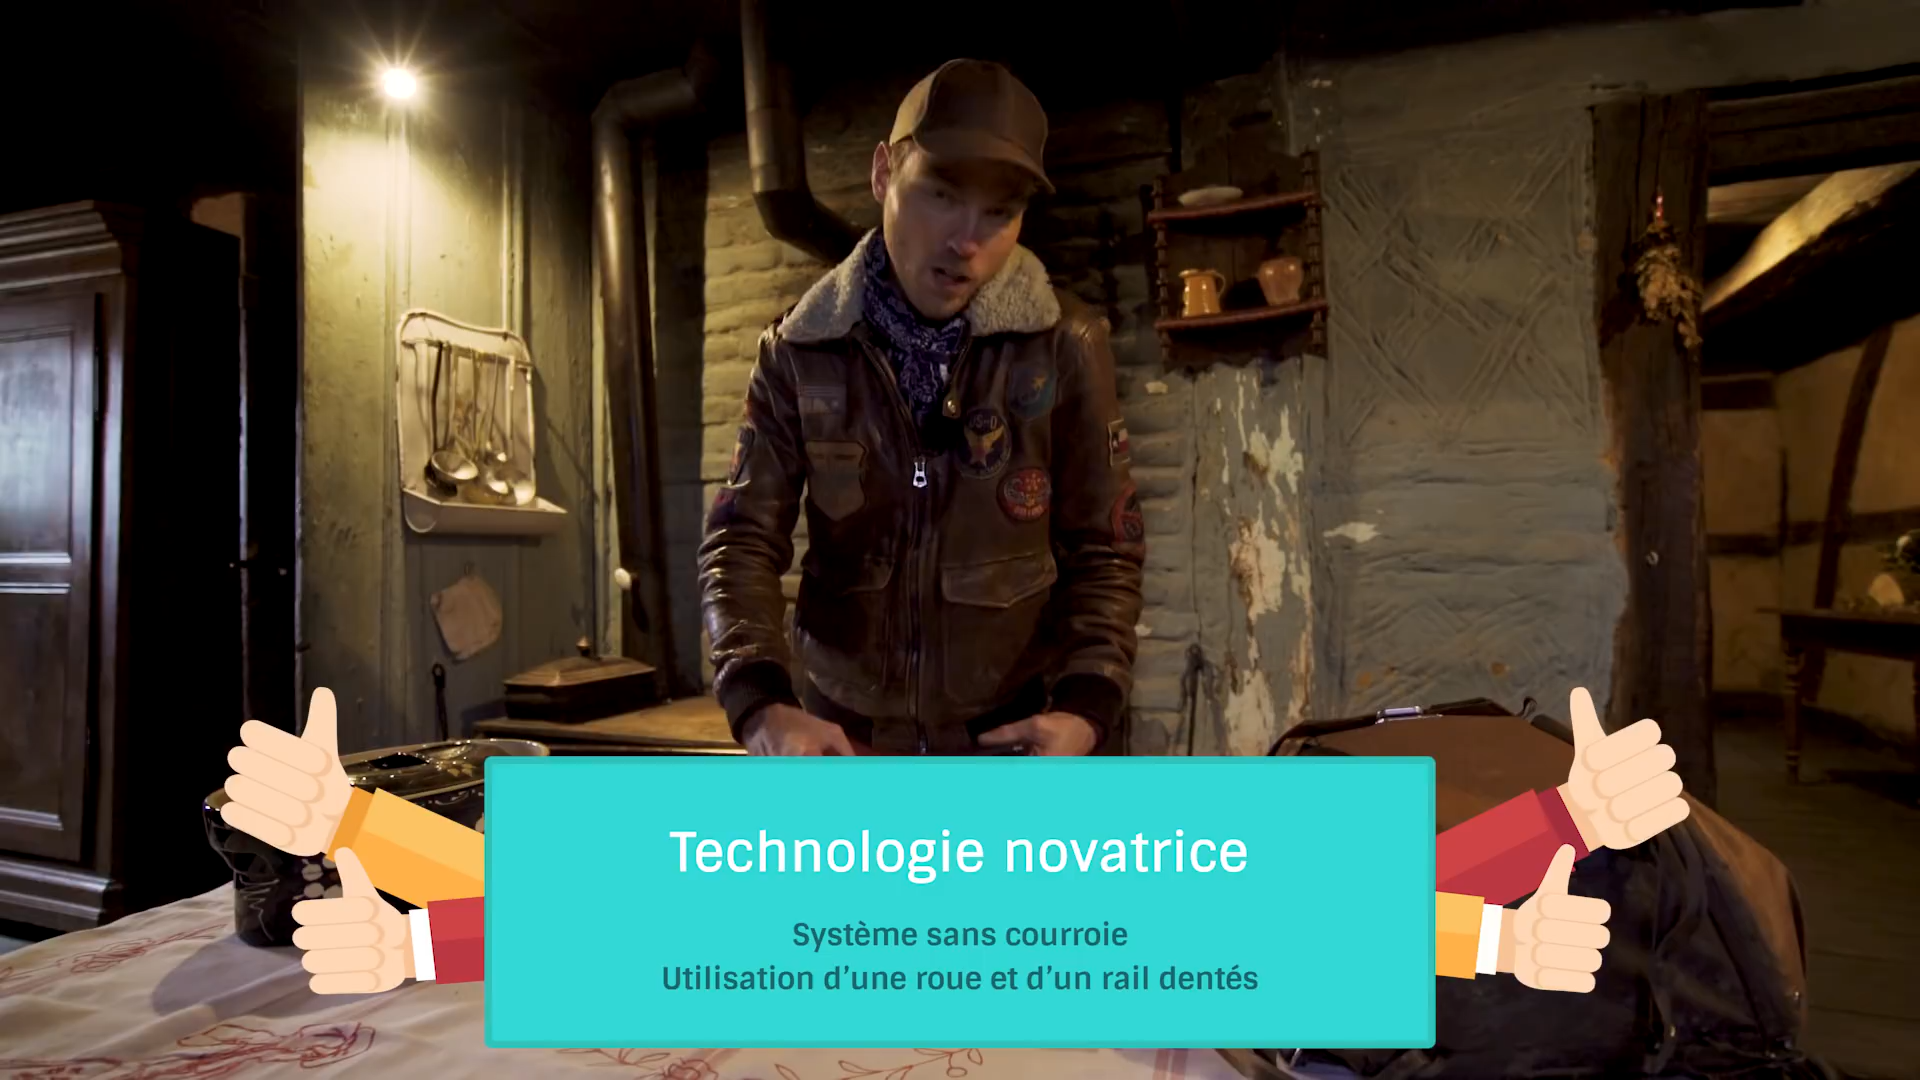 Technologie novatrice
Système sans courroie
Utilisation d’une roue et d’un rail dentés